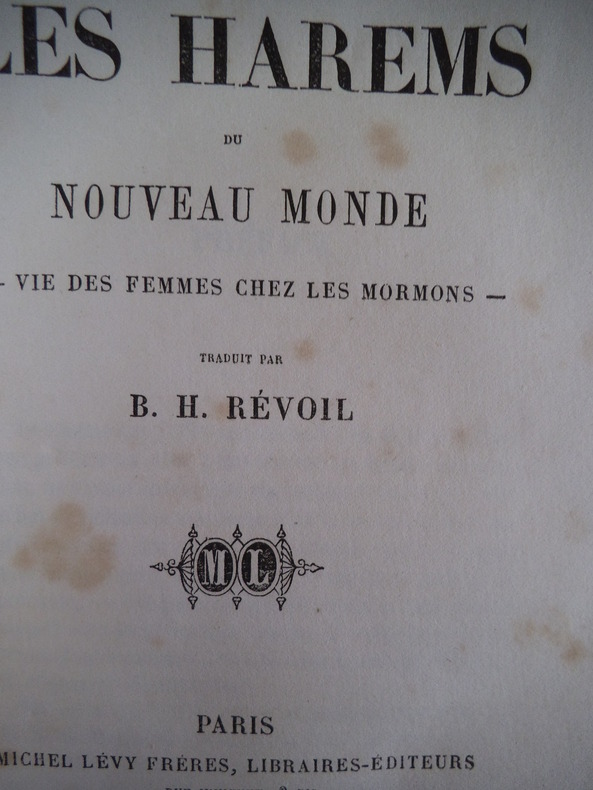 LES HAREMS
DU
NOUVEAU MONDE
— VIE DES FEMMES CHEZ LES MORMONS —
TRADUIT PAR
B. H. RÉVOIL
ML
PARIS
MICHEL LÉVY FRÉRES, LIBRAIRES-ÉDITEURS